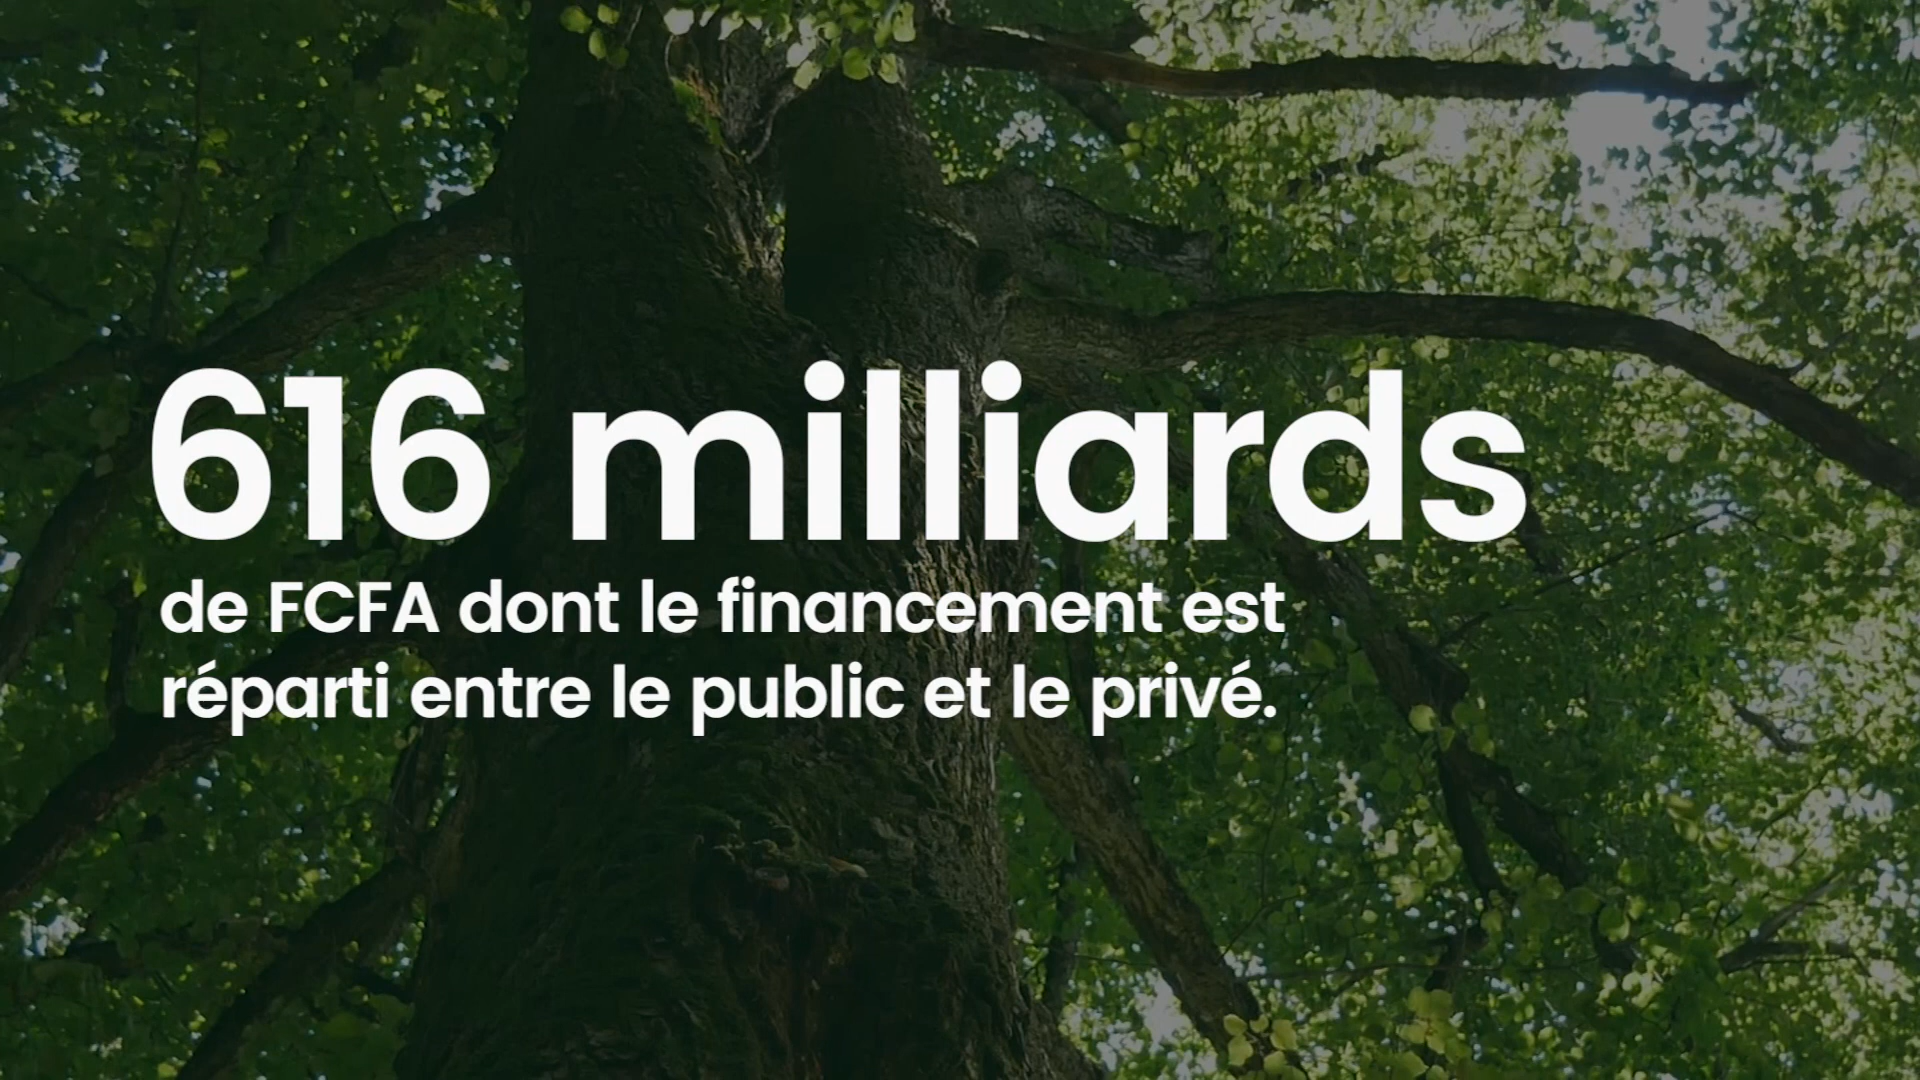 616 milliards
de FCFA dont le financement est
réparti entre le public et le privé.